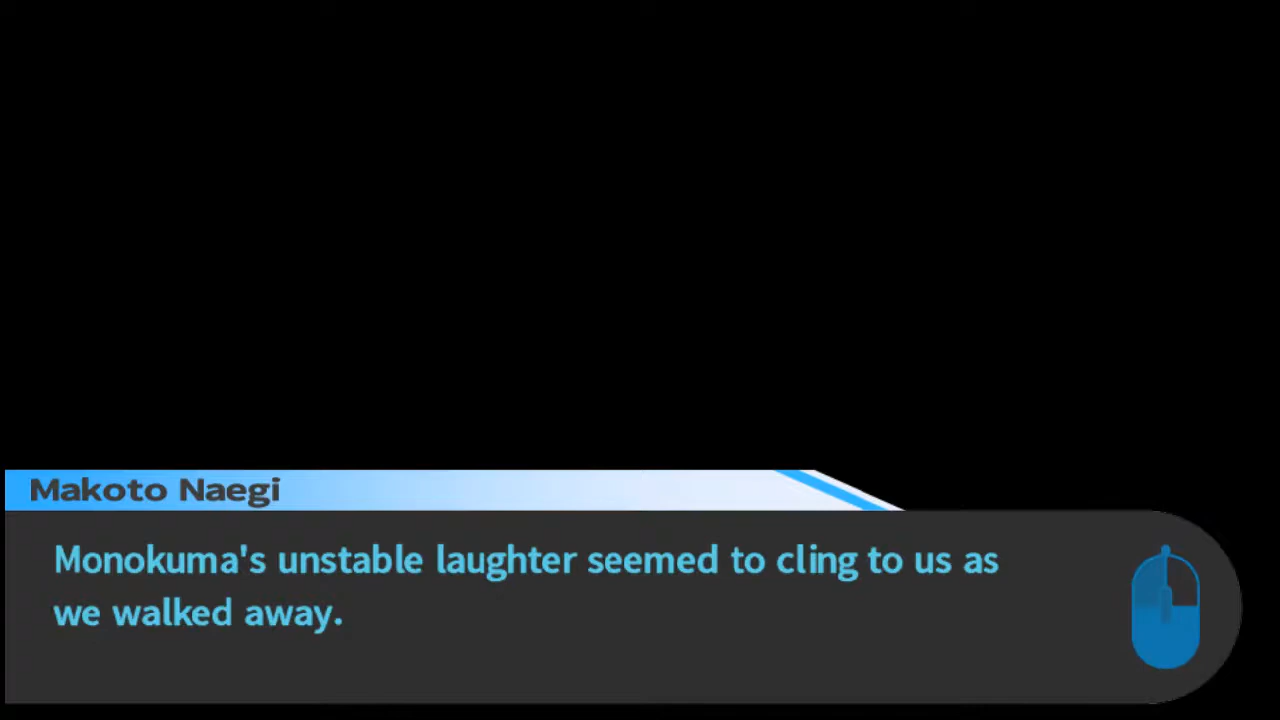 Makoto Naegi
Monokuma's unstable laughter seemed to cling to us as
we walked away.